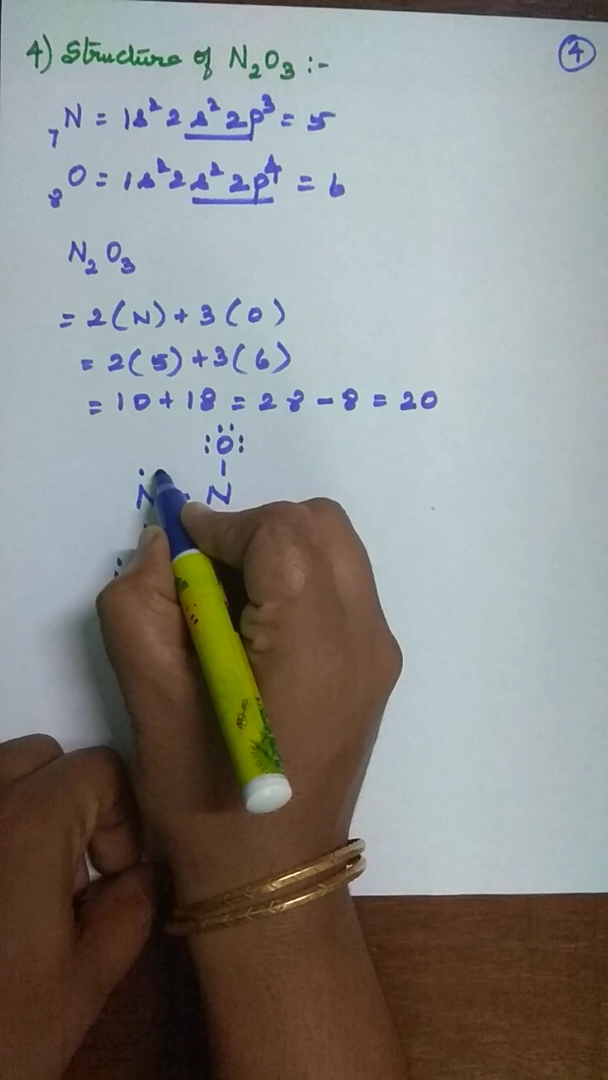 4) Structure of N₂O₃ :-
4
₇N = 1s² 2s² 2p³ = 5
₈O = 1s² 2s² 2p⁴ = 6
N₂O₃
= 2(N) + 3(O)
= 2(5) + 3(6)
= 10 + 18 = 28 - 8 = 20
:Ö:
|
N N